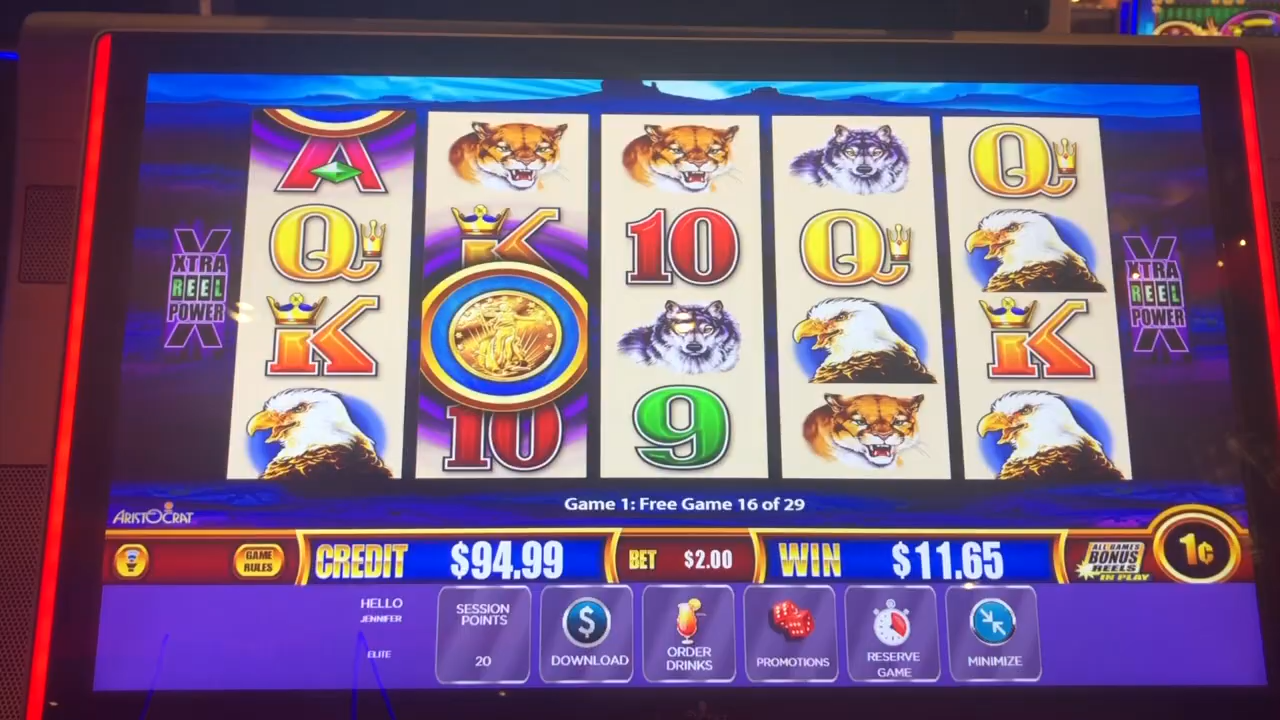 A
Q
K
K
10
10
9
Q
Q
K
XTRA
REEL
POWER
XTRA
REEL
POWER
Game 1: Free Game 16 of 29
ARISTOCRAT
GAME
RULES
CREDIT $94.99
BET $2.00
WIN $11.65
ALL GAMES
BONUS
REELS
IN PLAY
1¢
HELLO
JENNIFER
ELITE
SESSION
POINTS
20
$
DOWNLOAD
ORDER
DRINKS
PROMOTIONS
RESERVE
GAME
MINIMIZE